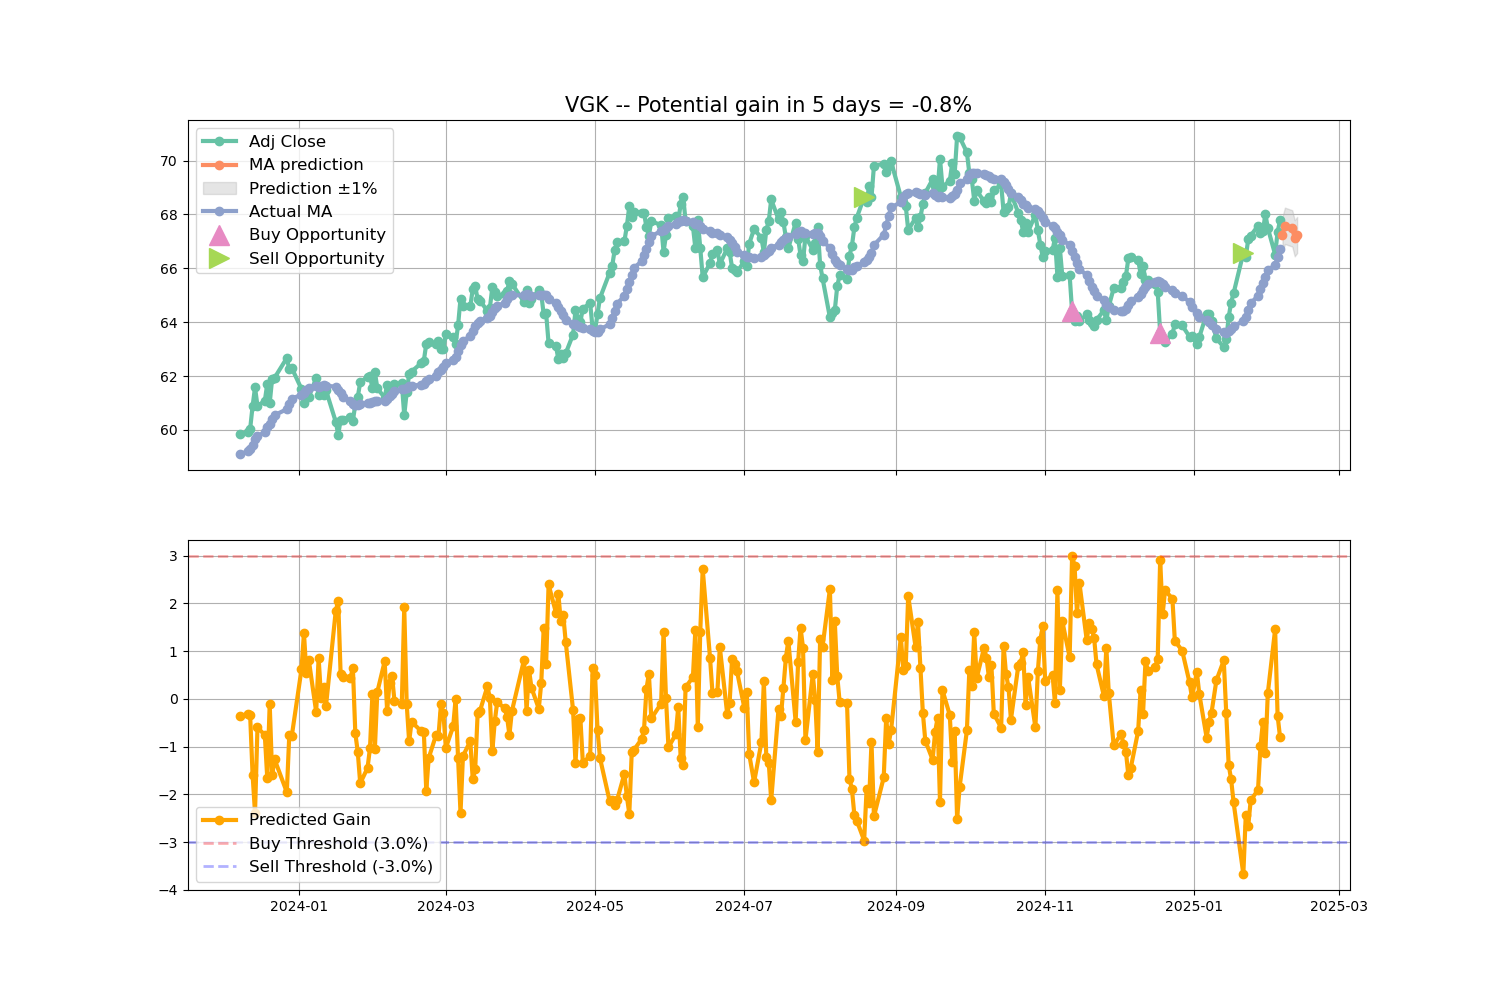 VGK -- Potential gain in 5 days = -0.8%
70
68
66
64
62
60
Adj Close
MA prediction
Prediction ±1%
Actual MA
Buy Opportunity
Sell Opportunity
3
2
1
0
−1
−2
−3
−4
Predicted Gain
Buy Threshold (3.0%)
Sell Threshold (-3.0%)
2024-01 2024-03 2024-05 2024-07 2024-09 2024-11 2025-01 2025-03